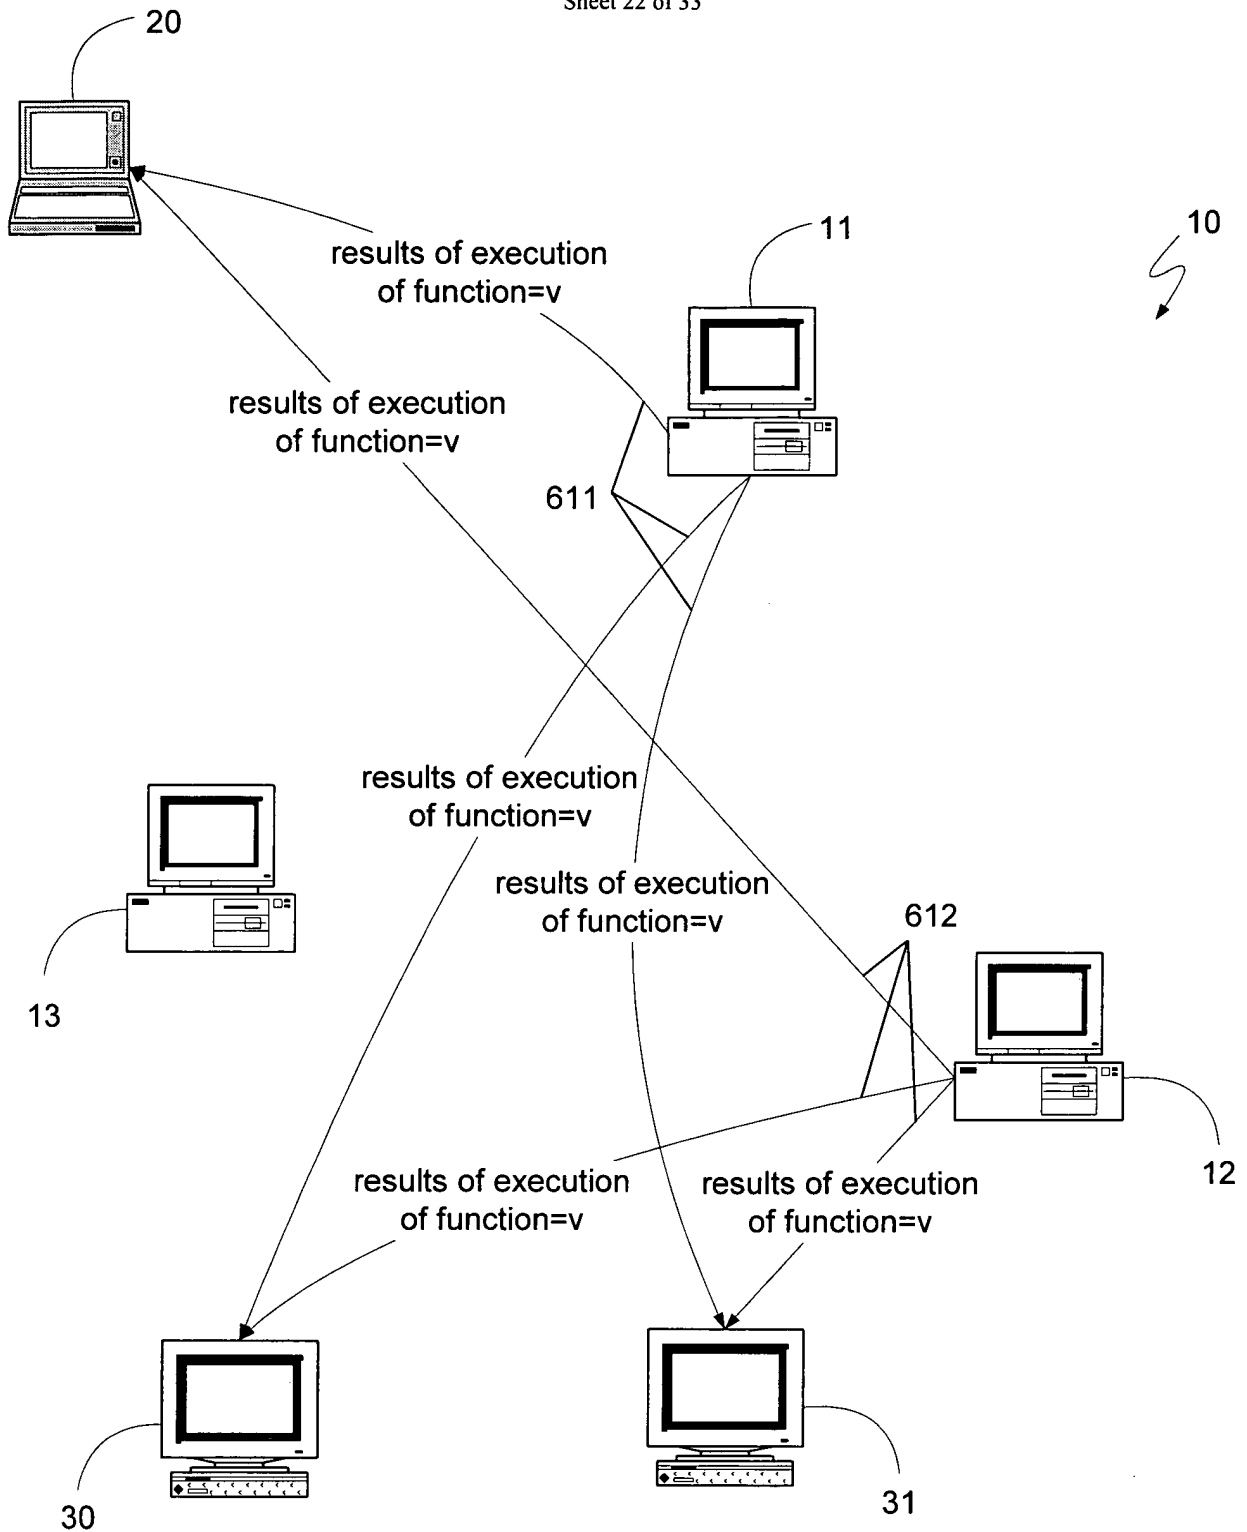 Sheet 22 of 33
20
11
10
results of execution
of function=v
results of execution
of function=v
611
results of execution
of function=v
results of execution
of function=v
612
13
12
results of execution
of function=v
results of execution
of function=v
30
31